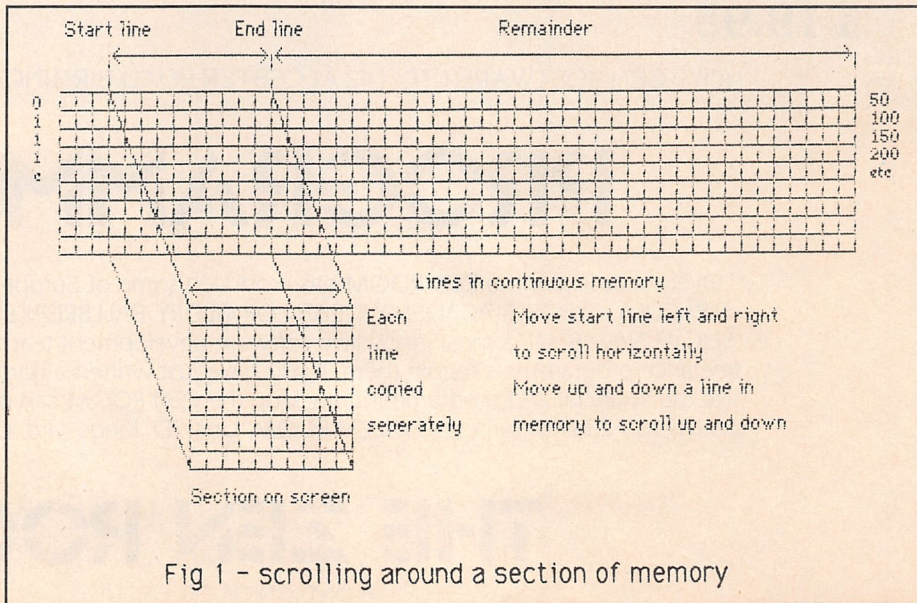 Start line End line Remainder
0 50
1 100
1 150
1 200
e etc
Lines in continuous memory
Each Move start line left and right
line to scroll horizontally
copied Move up and down a line in
seperately memory to scroll up and down
Section on screen
Fig 1 - scrolling around a section of memory